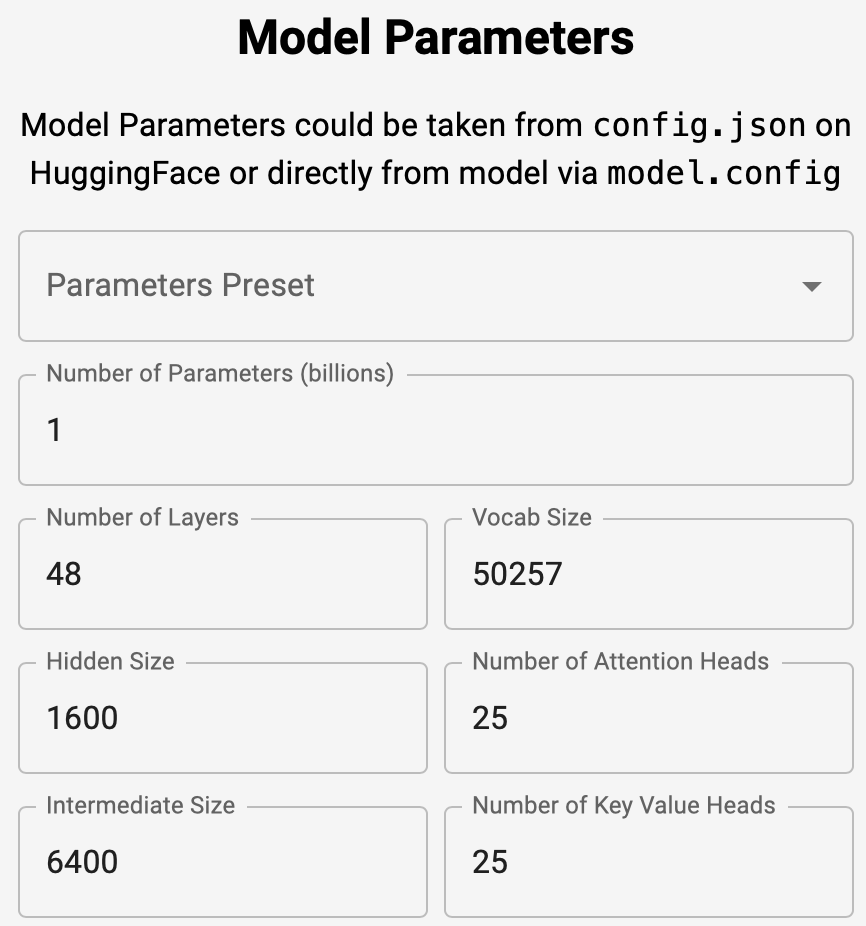 Model Parameters
Model Parameters could be taken from config.json on
HuggingFace or directly from model via model.config
Parameters Preset
Number of Parameters (billions)
1
Number of Layers
48
Vocab Size
50257
Hidden Size
1600
Number of Attention Heads
25
Intermediate Size
6400
Number of Key Value Heads
25